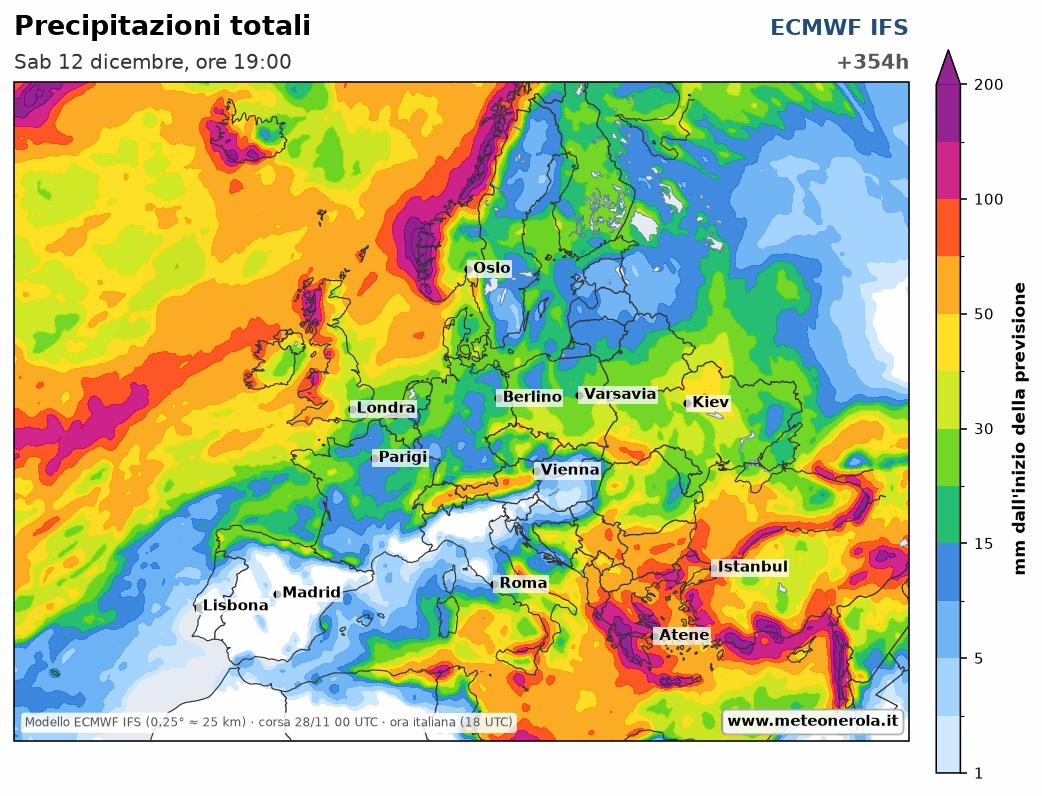 Precipitazioni totali
ECMWF IFS
Sab 12 dicembre, ore 19:00
+354h
200
100
50
30
15
5
1
mm dall'inizio della previsione
Oslo
Londra
Berlino
Varsavia
Kiev
Parigi
Vienna
Istanbul
Roma
Madrid
Lisbona
Atene
Modello ECMWF IFS (0,25° ≈ 25 km) · corsa 28/11 00 UTC · ora italiana (18 UTC)
www.meteonerola.it